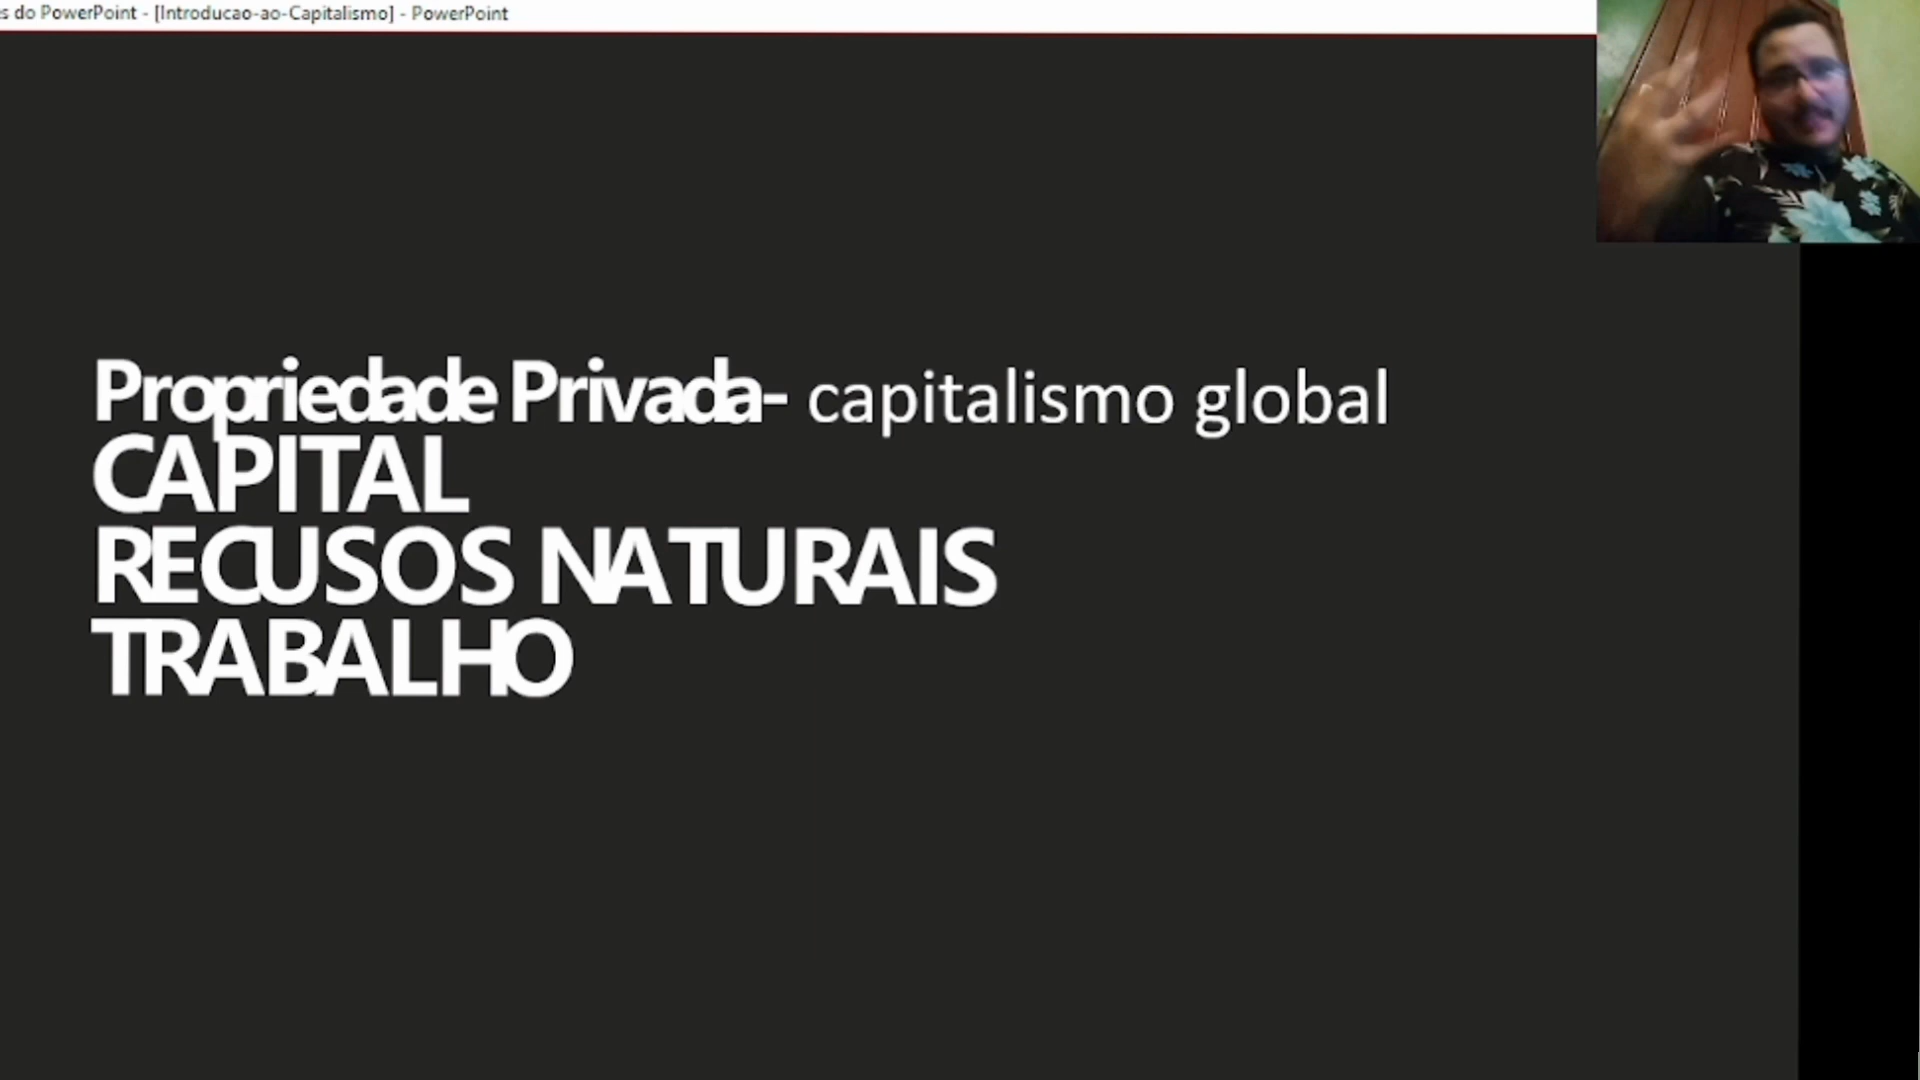 s do PowerPoint - [Introducao-ao-Capitalismo] - PowerPoint
Propriedade Privada- capitalismo global
CAPITAL
RECUSOS NATURAIS
TRABALHO